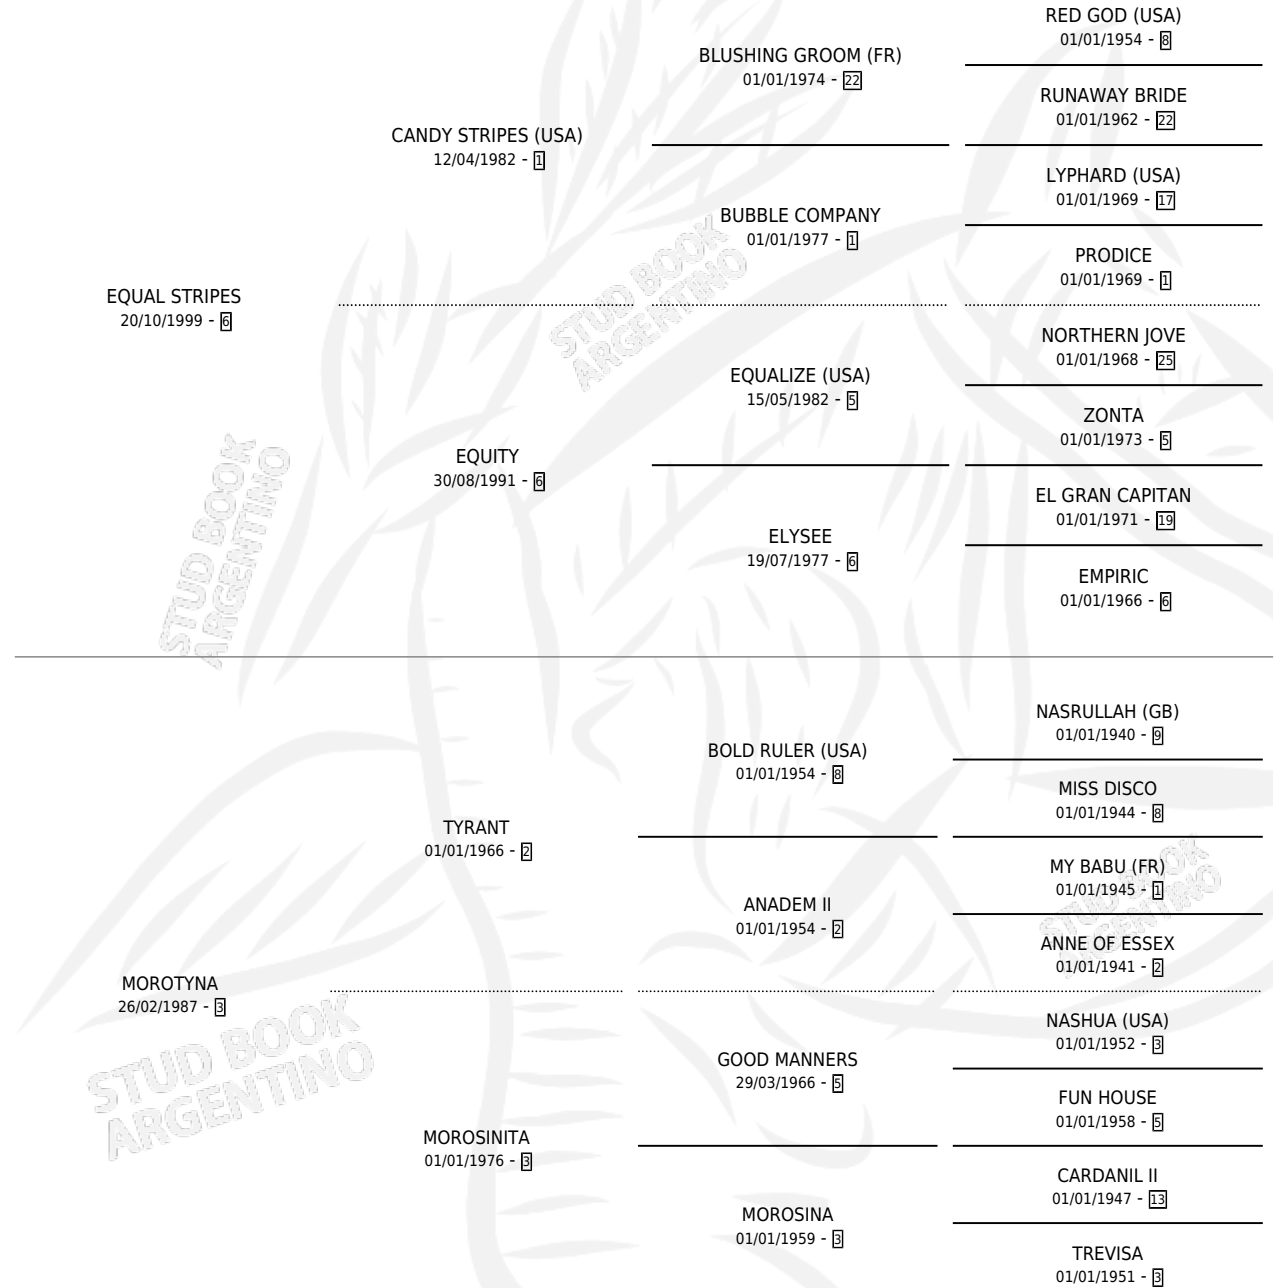 RED GOD (USA)
01/01/1954 - 8
BLUSHING GROOM (FR)
01/01/1974 - 22
RUNAWAY BRIDE
01/01/1962 - 22
CANDY STRIPES (USA)
12/04/1982 - 1
LYPHARD (USA)
01/01/1969 - 17
BUBBLE COMPANY
01/01/1977 - 1
PRODICE
01/01/1969 - 1
STUD BOOK
ARGENTINO
EQUAL STRIPES
20/10/1999 - 6
NORTHERN JOVE
01/01/1968 - 25
EQUALIZE (USA)
15/05/1982 - 5
ZONTA
01/01/1973 - 5
EQUITY
30/08/1991 - 6
EL GRAN CAPITAN
01/01/1971 - 19
ELYSEE
19/07/1977 - 6
EMPIRIC
01/01/1966 - 6
STUD BOOK
ARGENTINO
NASRULLAH (GB)
01/01/1940 - 9
BOLD RULER (USA)
01/01/1954 - 8
MISS DISCO
01/01/1944 - 8
TYRANT
01/01/1966 - 2
MY BABU (FR)
01/01/1945 - 1
ANADEM II
01/01/1954 - 2
ANNE OF ESSEX
01/01/1941 - 2
STUD BOOK
ARGENTINO
MOROTYNA
26/02/1987 - 3
NASHUA (USA)
01/01/1952 - 3
GOOD MANNERS
29/03/1966 - 5
FUN HOUSE
01/01/1958 - 5
STUD BOOK
ARGENTINO
MOROSINITA
01/01/1976 - 3
CARDANIL II
01/01/1947 - 13
MOROSINA
01/01/1959 - 3
TREVISA
01/01/1951 - 3